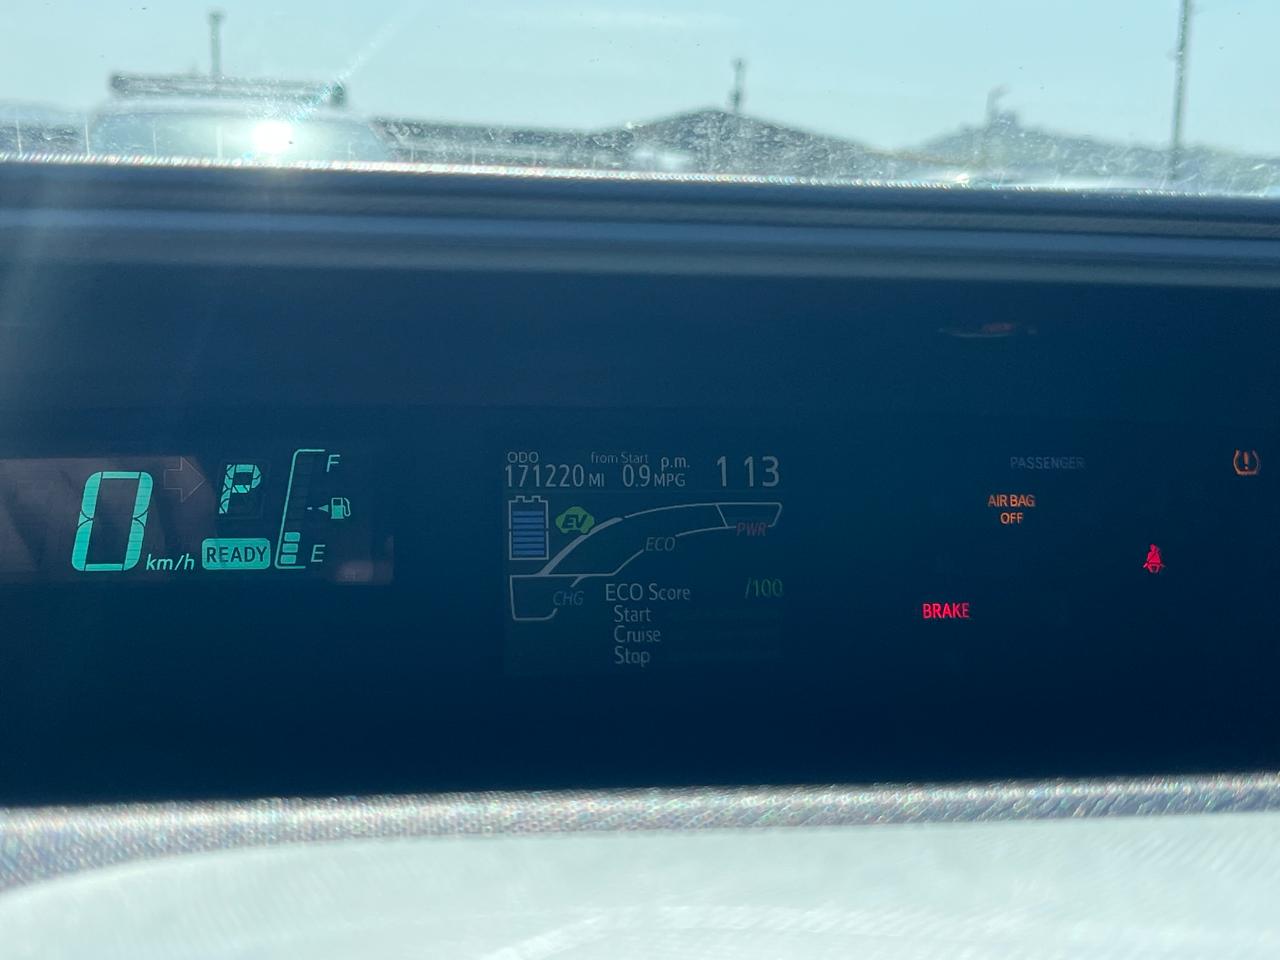 0 km/h
P
READY
F
E
ODO
171220 MI
from Start
0.9 MPG
p.m.
1 13
EV
PWR
ECO
CHG
ECO Score /100
Start
Cruise
Stop
PASSENGER
AIR BAG
OFF
BRAKE